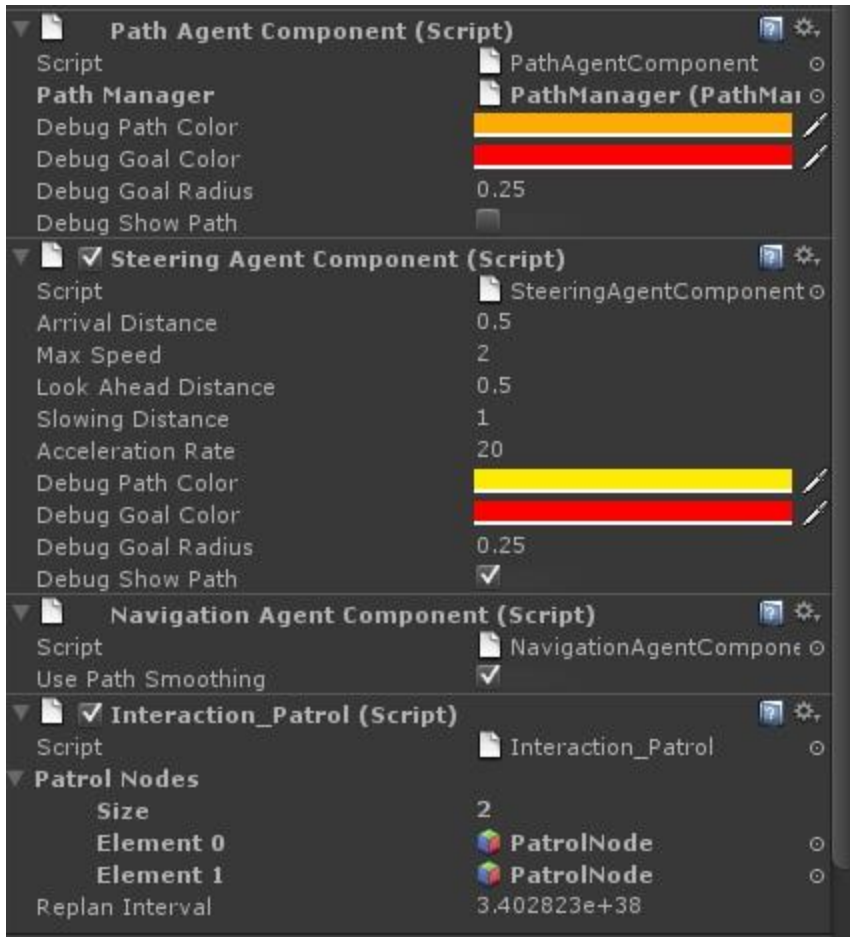 Path Agent Component (Script)
Script PathAgentComponent
Path Manager PathManager (PathMai
Debug Path Color
Debug Goal Color
Debug Goal Radius 0.25
Debug Show Path
Steering Agent Component (Script)
Script SteeringAgentComponent
Arrival Distance 0.5
Max Speed 2
Look Ahead Distance 0.5
Slowing Distance 1
Acceleration Rate 20
Debug Path Color
Debug Goal Color
Debug Goal Radius 0.25
Debug Show Path
Navigation Agent Component (Script)
Script NavigationAgentCompone
Use Path Smoothing
Interaction_Patrol (Script)
Script Interaction_Patrol
Patrol Nodes
Size 2
Element 0 PatrolNode
Element 1 PatrolNode
Replan Interval 3.402823e+38